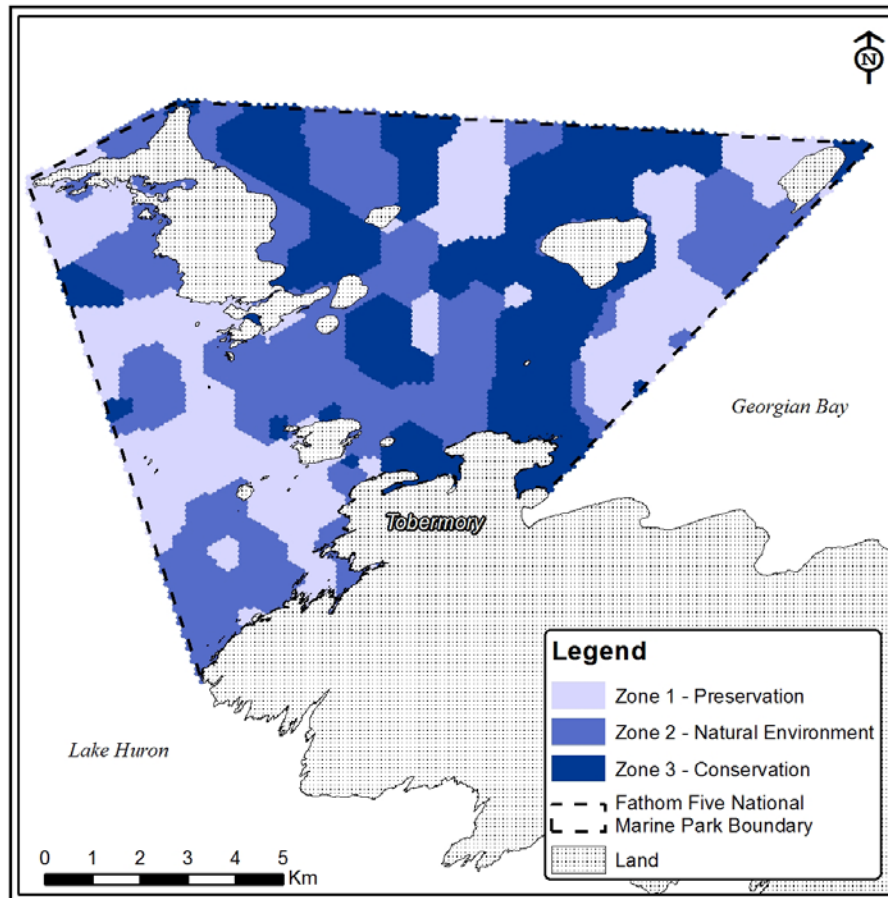 N
Georgian Bay
Tobermory
Lake Huron
Legend
Zone 1 - Preservation
Zone 2 - Natural Environment
Zone 3 - Conservation
Fathom Five National
Marine Park Boundary
Land
0 1 2 3 4 5
Km